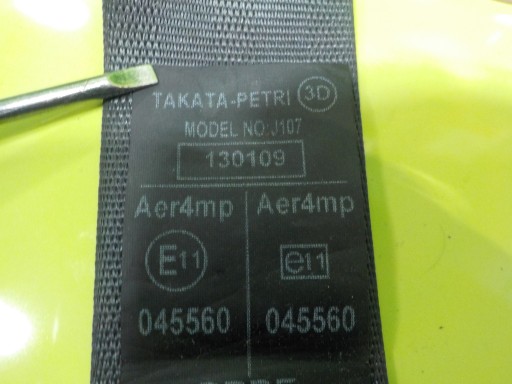 TAKATA-PETRI 3D
MODEL NO:J107
130109
Aer4mp Aer4mp
E11 e11
045560 045560